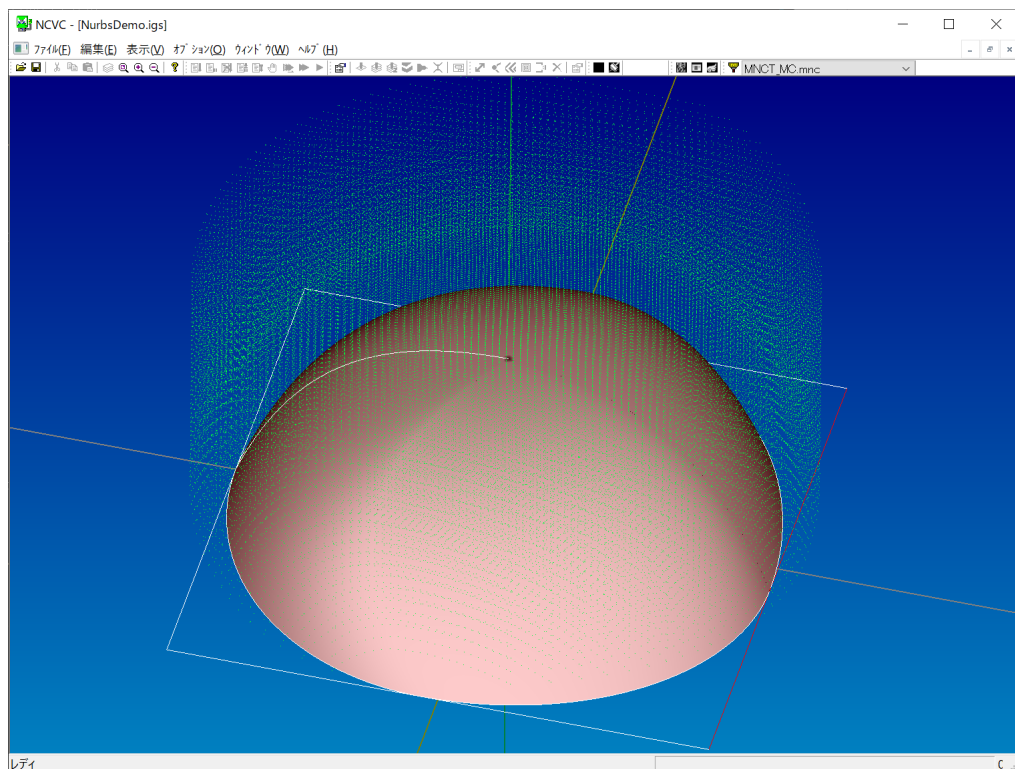 NCVC - [NurbsDemo.igs]
ファイル(F) 編集(E) 表示(V) オプション(O) ウィンドウ(W) ヘルプ(H)
MNCT_MC.mnc
レディ